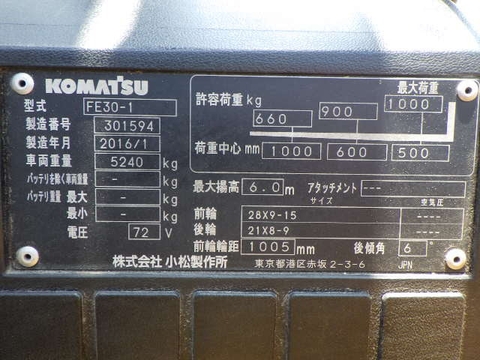 KOMATSU
型式 FE30-1
製造番号 301594
製造年月 2016/1
車両重量 5240 kg
バッテリを除く車両重量 - kg
バッテリ重量 最大 - kg
最小 - kg
電圧 72 V
許容荷重 kg 660 900 最大荷重 1000
荷重中心 mm 1000 600 500
最大揚高 6.0 m アタッチメント ---
サイズ 空気圧
前輪 28X9-15 ----
後輪 21X8-9 ----
前輪輪距 1005 mm 後傾角 6°
株式会社 小松製作所 東京都港区赤坂2-3-6 JPN